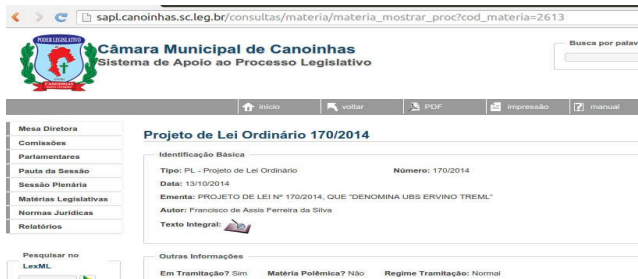 sapl.canoinhas.sc.leg.br/consultas/materia/materia_mostrar_proc?cod_materia=2613
PODER LEGISLATIVO
CANOINHAS
Câmara Municipal de Canoinhas
Sistema de Apoio ao Processo Legislativo
Busca por palav
início voltar PDF impressão manual
Mesa Diretora
Comissões
Parlamentares
Pauta da Sessão
Sessão Plenária
Matérias Legislativas
Normas Jurídicas
Relatórios
Pesquisar no
LexML
Projeto de Lei Ordinário 170/2014
Identificação Básica
Tipo: PL - Projeto de Lei Ordinário Número: 170/2014
Data: 13/10/2014
Ementa: PROJETO DE LEI Nº 170/2014, QUE "DENOMINA UBS ERVINO TREML"
Autor: Francisco de Assis Ferreira da Silva
Texto Integral:
Outras Informações
Em Tramitação? Sim Matéria Polêmica? Não Regime Tramitação: Normal